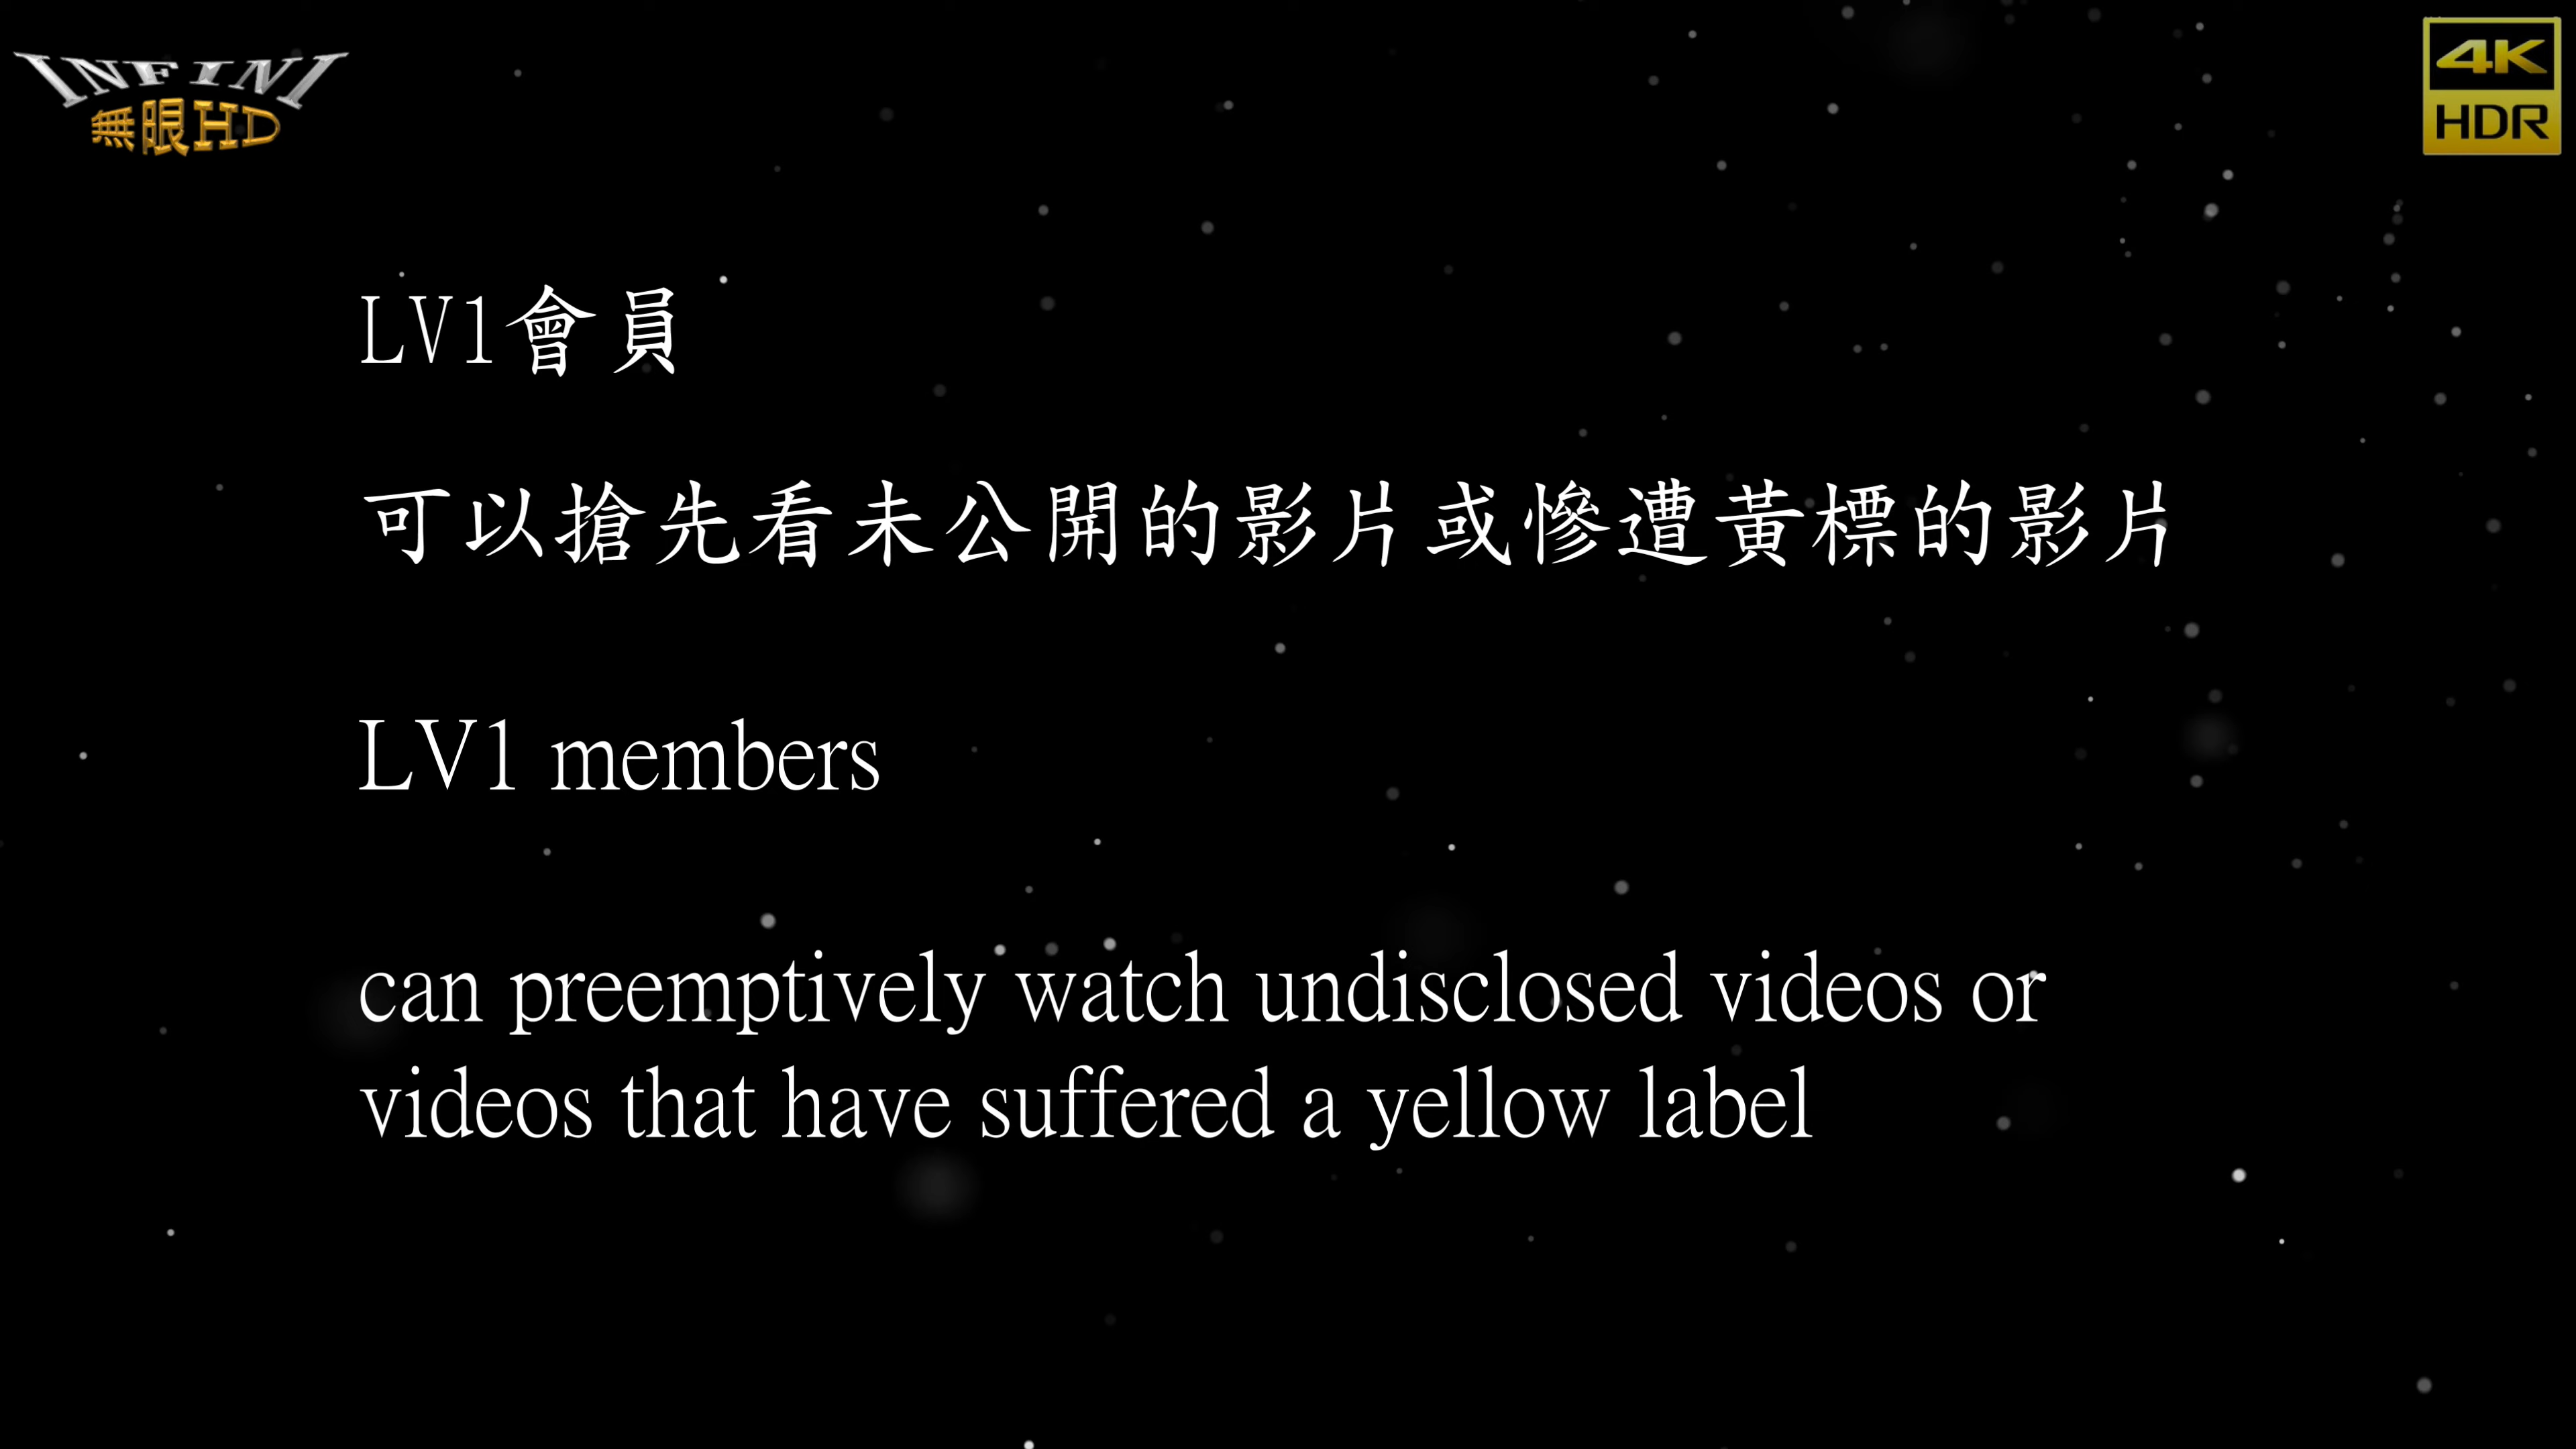 INFINI
無限HD
4K
HDR
LV1會員
可以搶先看未公開的影片或慘遭黃標的影片
LV1 members
can preemptively watch undisclosed videos or
videos that have suffered a yellow label